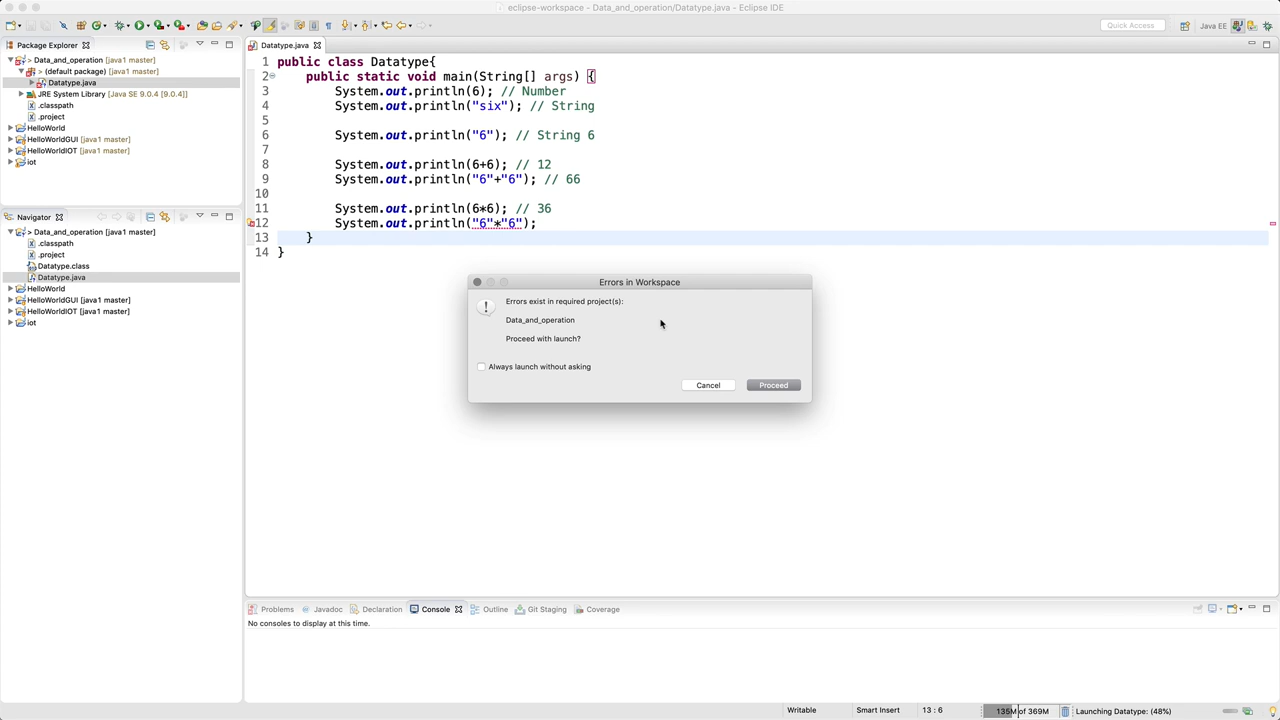 eclipse-workspace - Data_and_operation/Datatype.java - Eclipse IDE
Quick Access
Java EE
Package Explorer
> Data_and_operation [java1 master]
> (default package) [java1 master]
Datatype.java
JRE System Library [Java SE 9.0.4 [9.0.4]]
.classpath
.project
HelloWorld
HelloWorldGUI [java1 master]
HelloWorldIOT [java1 master]
iot
Navigator
> Data_and_operation [java1 master]
.classpath
.project
Datatype.class
Datatype.java
HelloWorld
HelloWorldGUI [java1 master]
HelloWorldIOT [java1 master]
iot
Datatype.java
1 public class Datatype{
2 public static void main(String[] args) {
3 System.out.println(6); // Number
4 System.out.println("six"); // String
5
6 System.out.println("6"); // String 6
7
8 System.out.println(6+6); // 12
9 System.out.println("6"+"6"); // 66
10
11 System.out.println(6*6); // 36
12 System.out.println("6"*"6");
13 }
14 }
Errors in Workspace
Errors exist in required project(s):
Data_and_operation
Proceed with launch?
Always launch without asking
Cancel
Proceed
Problems
Javadoc
Declaration
Console
Outline
Git Staging
Coverage
No consoles to display at this time.
Writable
Smart Insert
13 : 6
135M of 369M
Launching Datatype: (48%)